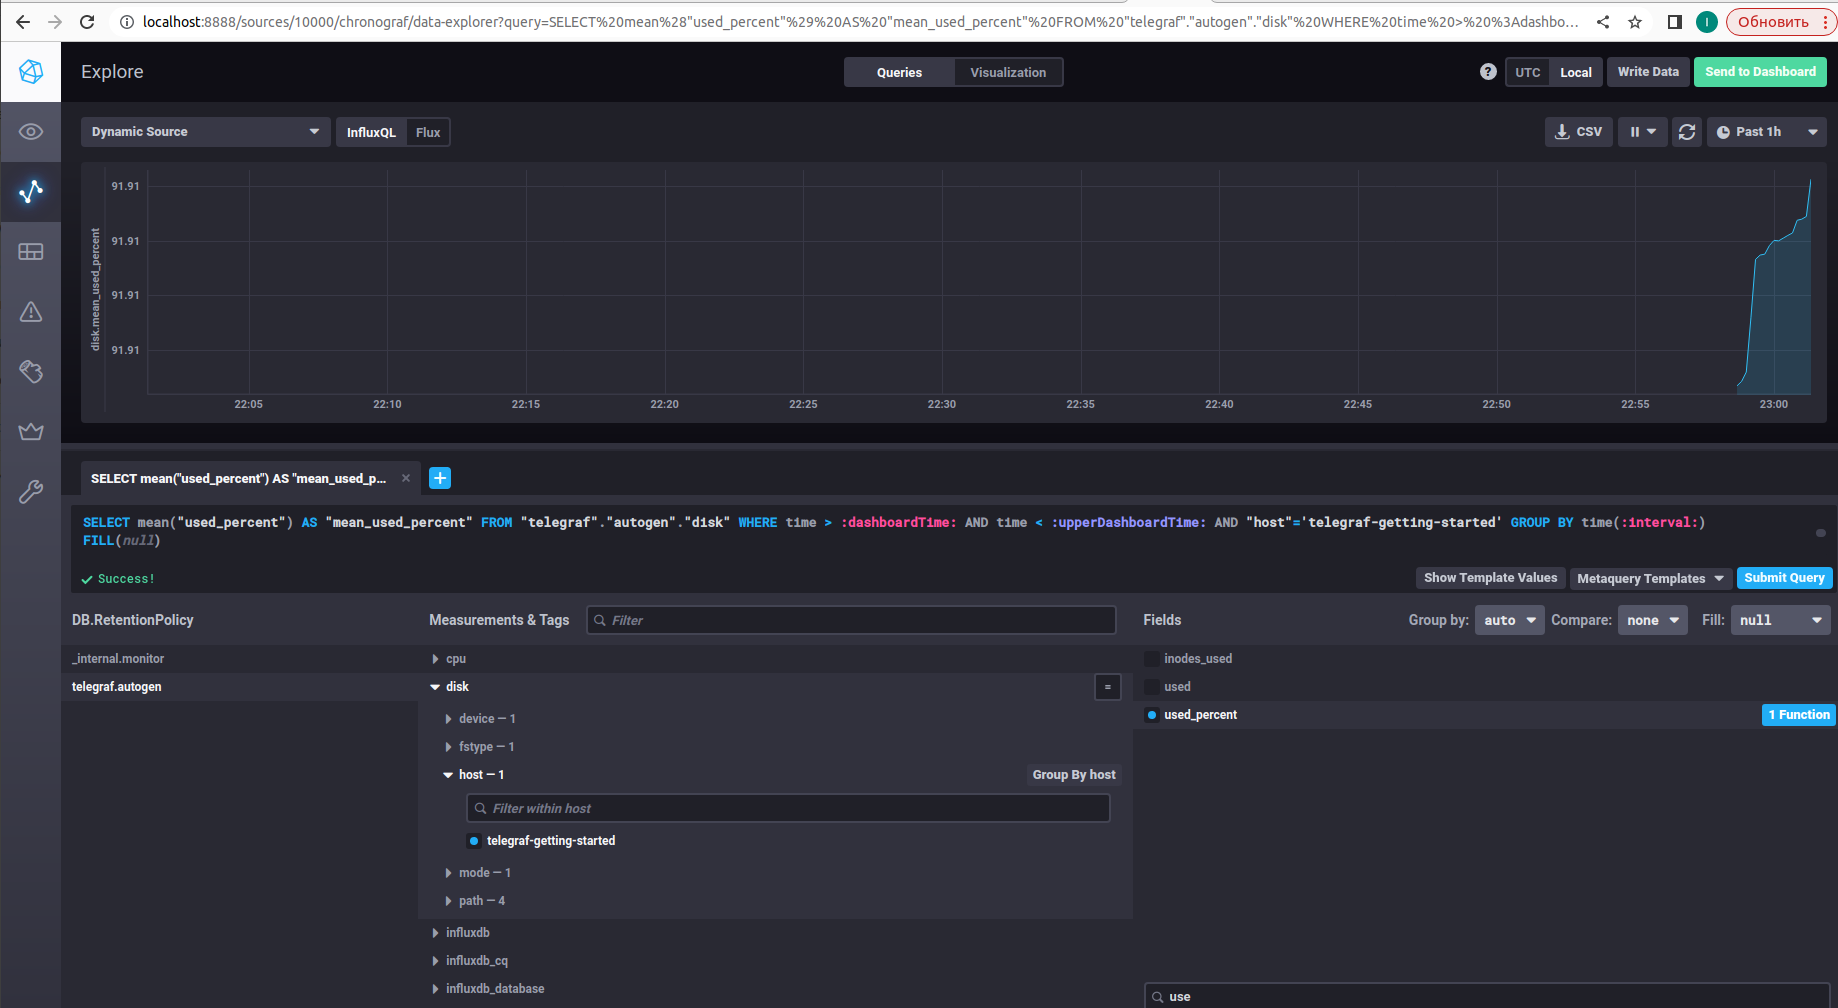 localhost:8888/sources/10000/chronograf/data-explorer?query=SELECT%20mean%28"used_percent"%29%20AS%20"mean_used_percent"%20FROM%20"telegraf"."autogen"."disk"%20WHERE%20time%20>%20%3Adashbo...
I
Обновить
Explore
Queries
Visualization
?
UTC
Local
Write Data
Send to Dashboard
Dynamic Source
InfluxQL
Flux
CSV
Past 1h
disk.mean_used_percent
91.91
91.91
91.91
91.91
22:05
22:10
22:15
22:20
22:25
22:30
22:35
22:40
22:45
22:50
22:55
23:00
SELECT mean("used_percent") AS "mean_used_p...
SELECT mean("used_percent") AS "mean_used_percent" FROM "telegraf"."autogen"."disk" WHERE time > :dashboardTime: AND time < :upperDashboardTime: AND "host"='telegraf-getting-started' GROUP BY time(:interval:)
FILL(null)
Success!
Show Template Values
Metaquery Templates
Submit Query
DB.RetentionPolicy
Measurements & Tags
Filter
Fields
Group by:
auto
Compare:
none
Fill:
null
_internal.monitor
telegraf.autogen
cpu
disk
=
device — 1
fstype — 1
host — 1
Group By host
Filter within host
telegraf-getting-started
mode — 1
path — 4
influxdb
influxdb_cq
influxdb_database
inodes_used
used
used_percent
1 Function
use